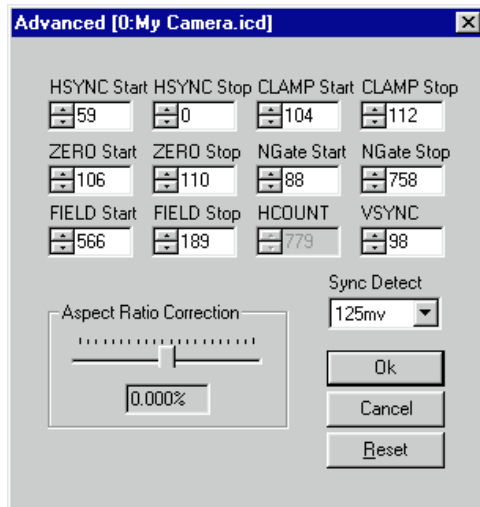 Advanced [0:My Camera.icd]
HSYNC Start HSYNC Stop CLAMP Start CLAMP Stop
59 0 104 112
ZERO Start ZERO Stop NGate Start NGate Stop
106 110 88 758
FIELD Start FIELD Stop HCOUNT VSYNC
566 189 779 98
Sync Detect
125mv
Aspect Ratio Correction
0.000%
Ok
Cancel
Reset